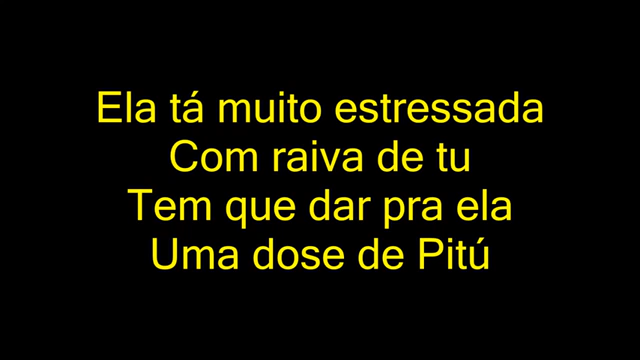 Ela tá muito estressada
Com raiva de tu
Tem que dar pra ela
Uma dose de Pitú